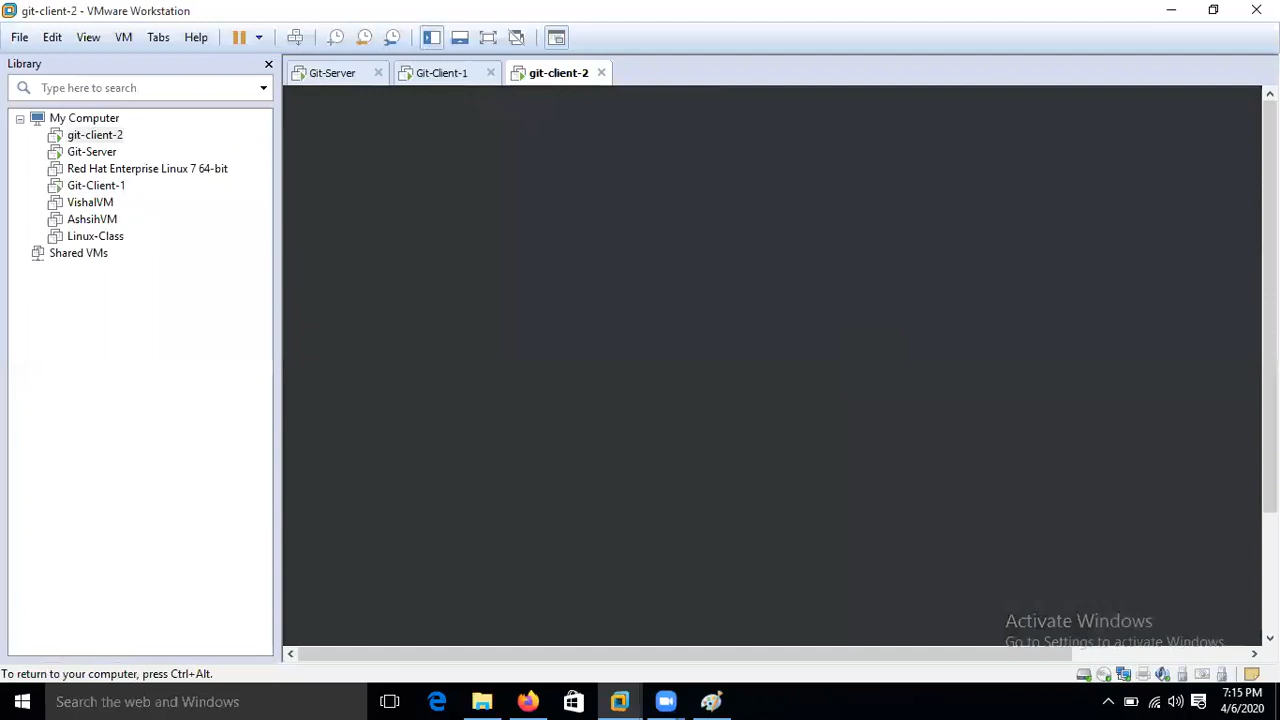 git-client-2 - VMware Workstation
File Edit View VM Tabs Help
Library
Type here to search
My Computer
git-client-2
Git-Server
Red Hat Enterprise Linux 7 64-bit
Git-Client-1
VishalVM
AshsihVM
Linux-Class
Shared VMs
Git-Server Git-Client-1 git-client-2
Activate Windows
Go to Settings to activate Windows.
To return to your computer, press Ctrl+Alt.
Search the web and Windows
7:15 PM
4/6/2020